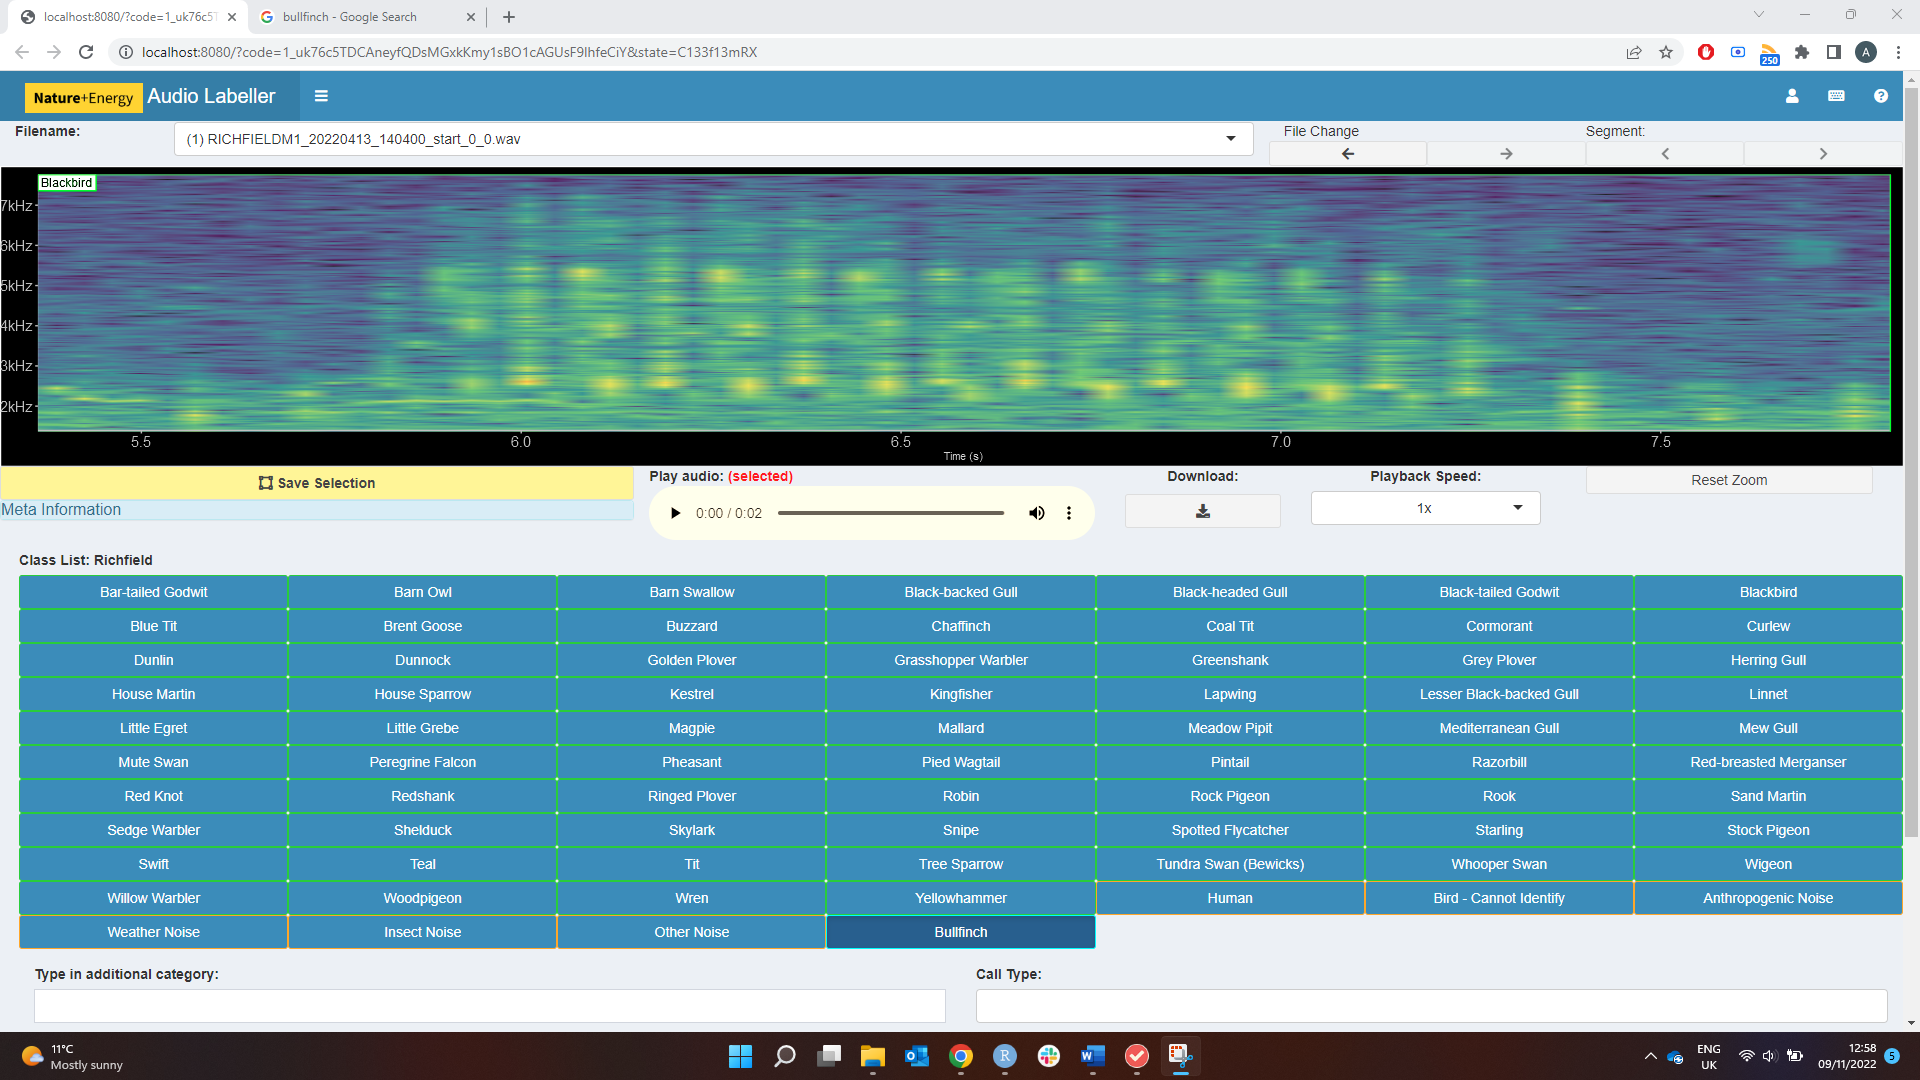 localhost:8080/?code=1_uk76c5T
bullfinch - Google Search
localhost:8080/?code=1_uk76c5TDCAneyfQDsMGxkKmy1sBO1cAGUsF9IhfeCiY&state=C133f13mRX
250
A
Nature+Energy Audio Labeller
Filename:
(1) RICHFIELDM1_20220413_140400_start_0_0.wav
File Change
Segment:
Blackbird
7kHz
6kHz
5kHz
4kHz
3kHz
2kHz
5.5 6.0 6.5 7.0 7.5
Time (s)
Save Selection
Meta Information
Play audio: (selected)
0:00 / 0:02
Download:
Playback Speed:
1x
Reset Zoom
Class List: Richfield
Bar-tailed Godwit Barn Owl Barn Swallow Black-backed Gull Black-headed Gull Black-tailed Godwit Blackbird
Blue Tit Brent Goose Buzzard Chaffinch Coal Tit Cormorant Curlew
Dunlin Dunnock Golden Plover Grasshopper Warbler Greenshank Grey Plover Herring Gull
House Martin House Sparrow Kestrel Kingfisher Lapwing Lesser Black-backed Gull Linnet
Little Egret Little Grebe Magpie Mallard Meadow Pipit Mediterranean Gull Mew Gull
Mute Swan Peregrine Falcon Pheasant Pied Wagtail Pintail Razorbill Red-breasted Merganser
Red Knot Redshank Ringed Plover Robin Rock Pigeon Rook Sand Martin
Sedge Warbler Shelduck Skylark Snipe Spotted Flycatcher Starling Stock Pigeon
Swift Teal Tit Tree Sparrow Tundra Swan (Bewicks) Whooper Swan Wigeon
Willow Warbler Woodpigeon Wren Yellowhammer Human Bird - Cannot Identify Anthropogenic Noise
Weather Noise Insect Noise Other Noise Bullfinch
Type in additional category:
Call Type:
11°C
Mostly sunny
ENG
UK
12:58
09/11/2022
5